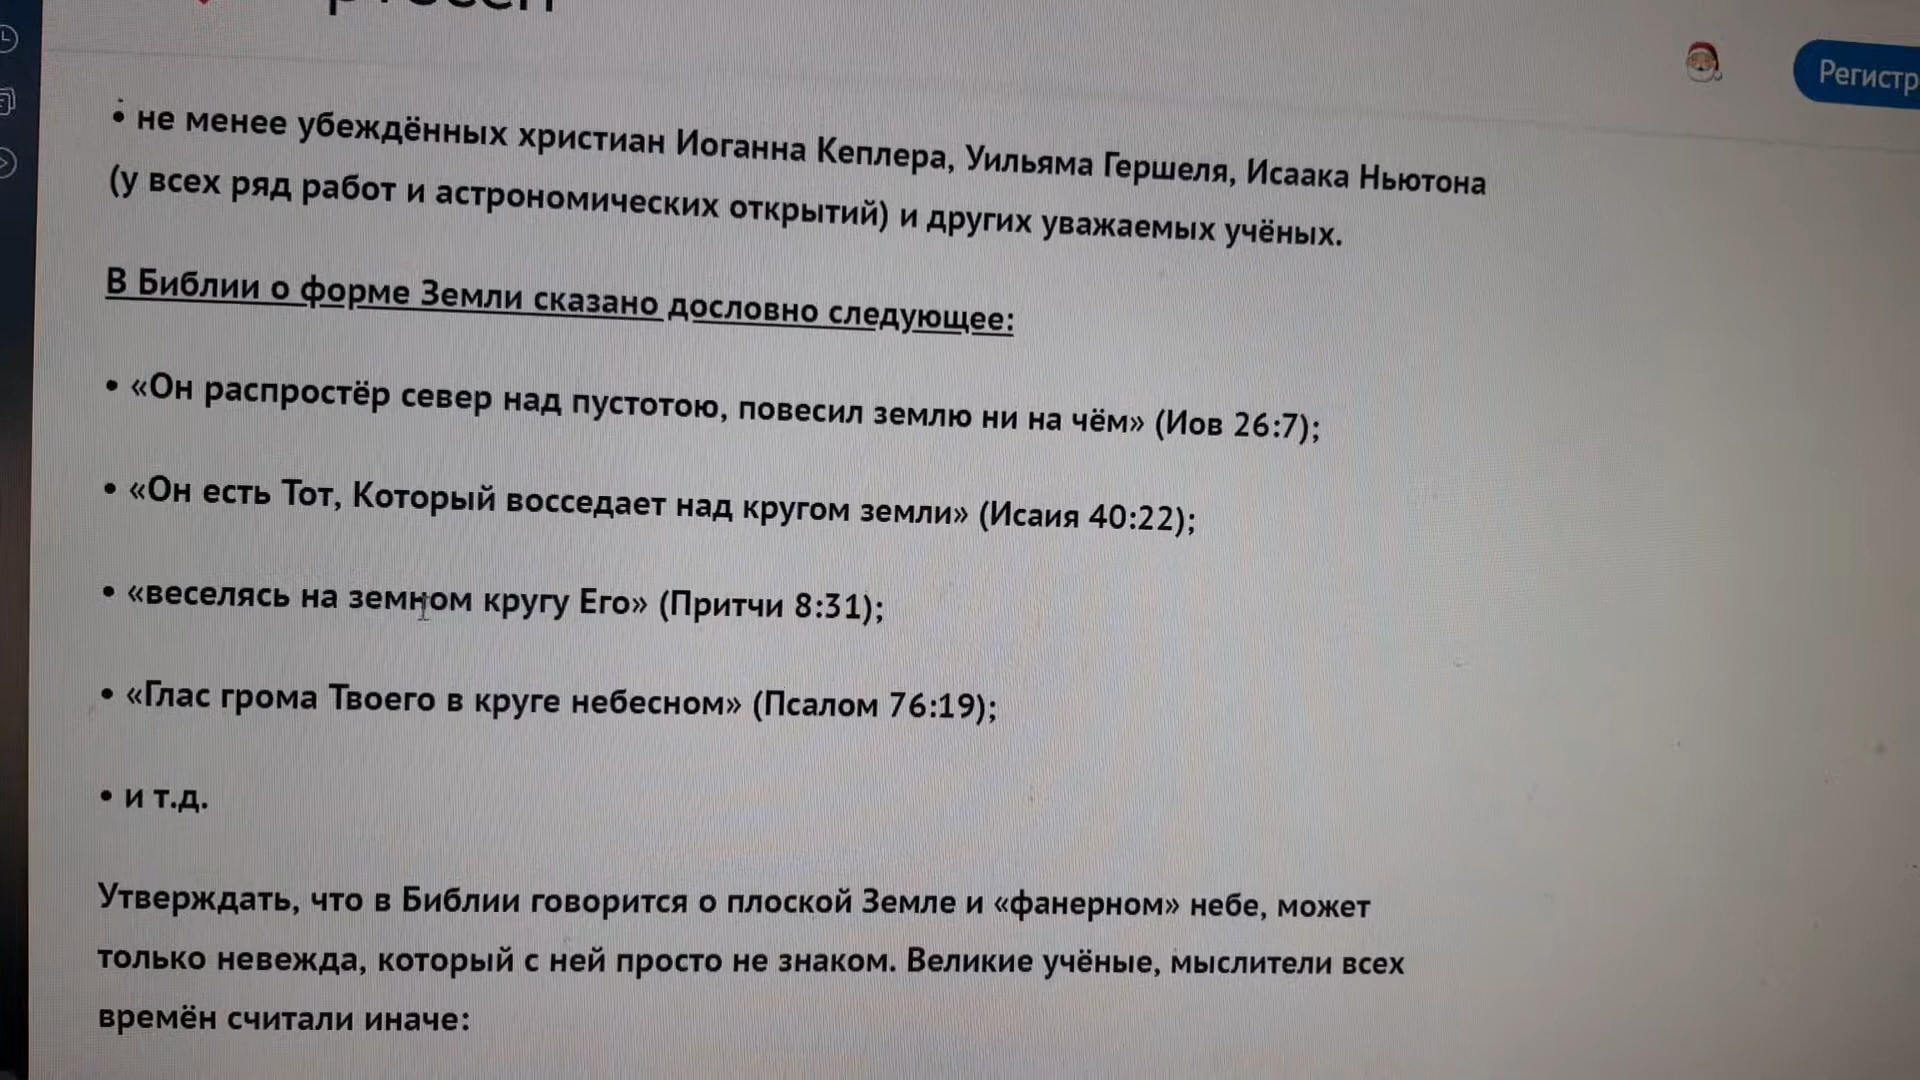 Регистр
• не менее убеждённых христиан Иоганна Кеплера, Уильяма Гершеля, Исаака Ньютона
(у всех ряд работ и астрономических открытий) и других уважаемых учёных.
В Библии о форме Земли сказано дословно следующее:
• «Он распростёр север над пустотою, повесил землю ни на чём» (Иов 26:7);
• «Он есть Тот, Который восседает над кругом земли» (Исаия 40:22);
• «веселясь на земном кругу Его» (Притчи 8:31);
• «Глас грома Твоего в круге небесном» (Псалом 76:19);
• и т.д.
Утверждать, что в Библии говорится о плоской Земле и «фанерном» небе, может
только невежда, который с ней просто не знаком. Великие учёные, мыслители всех
времён считали иначе: